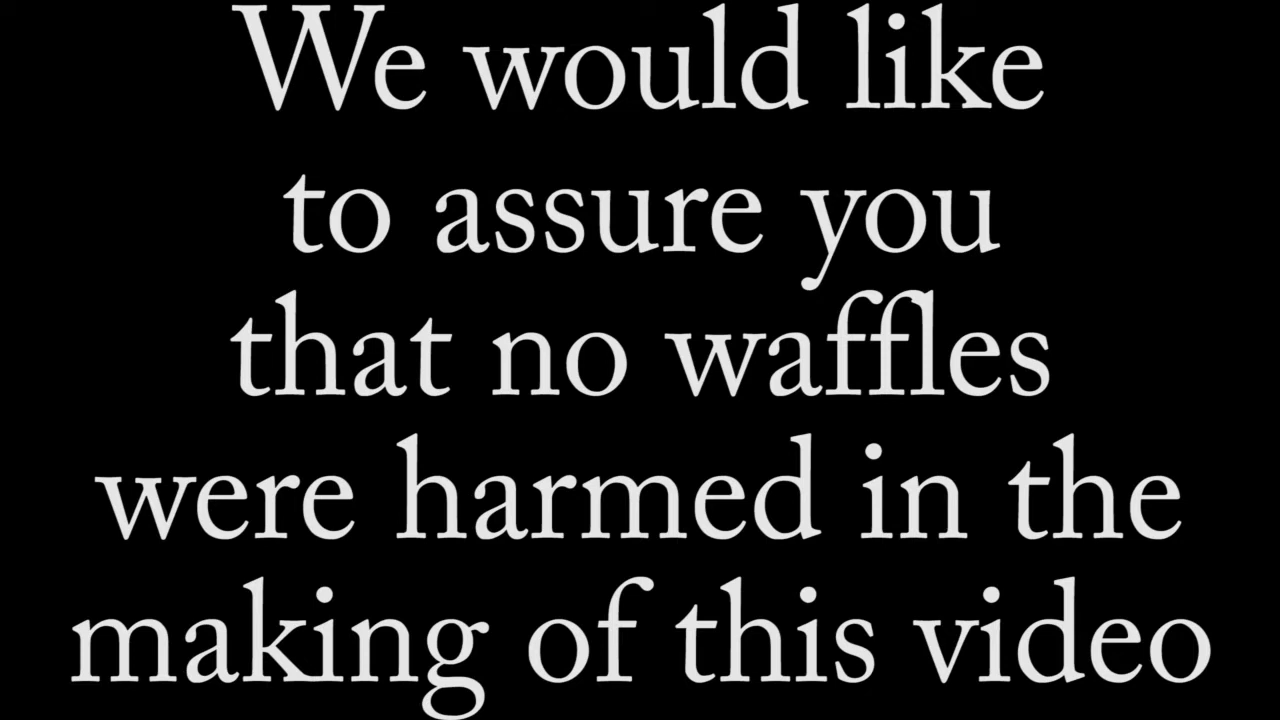 We would like
to assure you
that no waffles
were harmed in the
making of this video